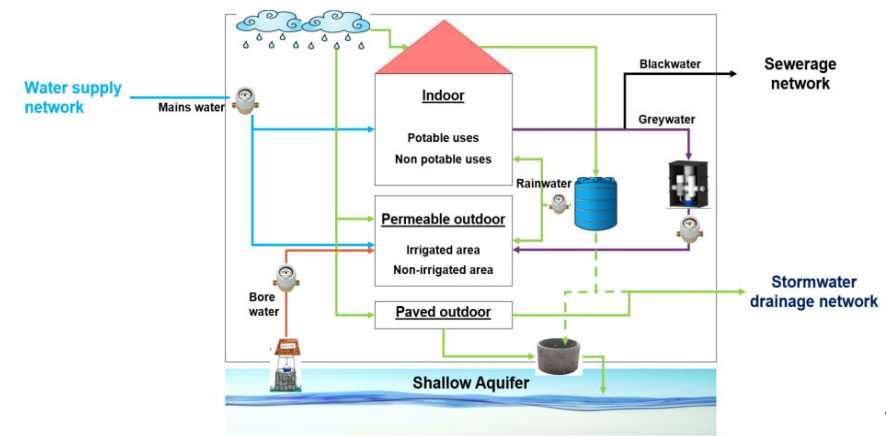 Blackwater
Sewerage
network
Water supply
network
Mains water
Indoor
Greywater
Potable uses
Non potable uses
Rainwater
Permeable outdoor
Irrigated area
Non-irrigated area
Bore
water
Paved outdoor
Stormwater
drainage network
Shallow Aquifer